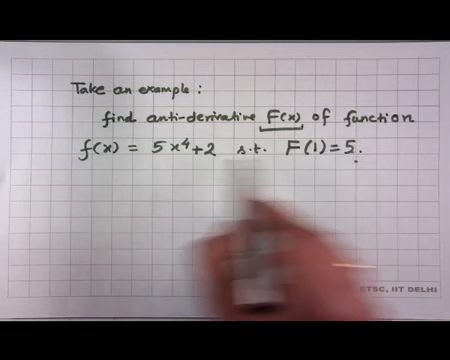 Take an example :
find anti-derivative F(x) of function
f(x) = 5x⁴+2 s.t. F(1)=5.
ETSC, IIT DELHI